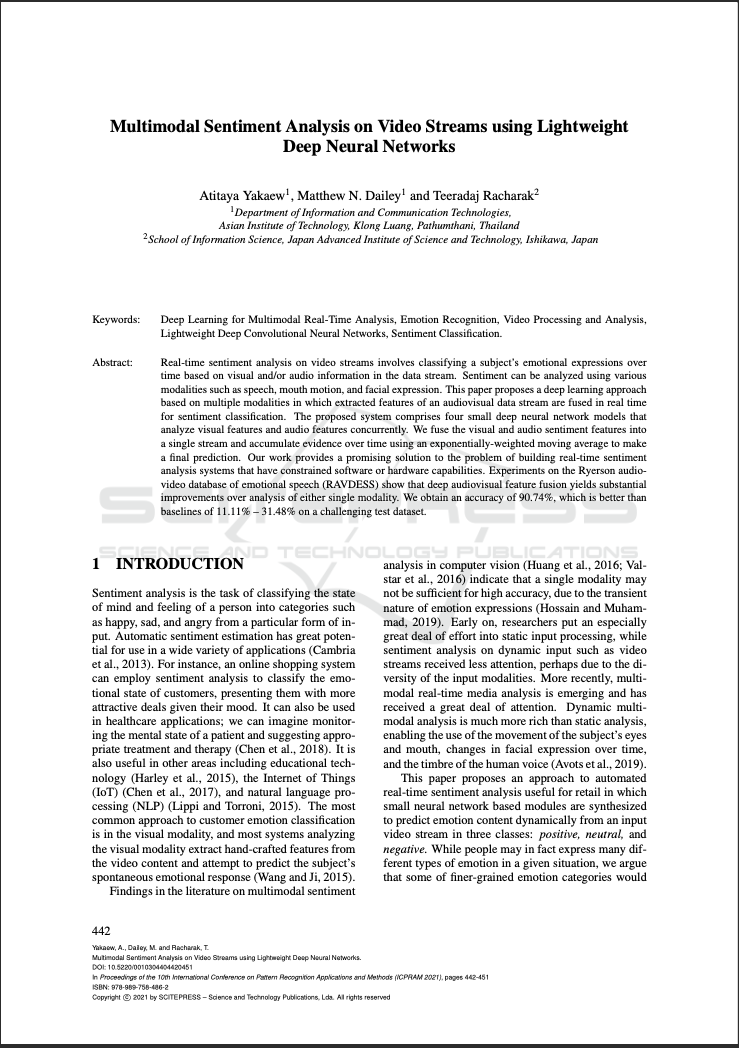 Multimodal Sentiment Analysis on Video Streams using Lightweight
Deep Neural Networks
Atitaya Yakaew1, Matthew N. Dailey1 and Teeradaj Racharak2
1Department of Information and Communication Technologies,
Asian Institute of Technology, Klong Luang, Pathumthani, Thailand
2School of Information Science, Japan Advanced Institute of Science and Technology, Ishikawa, Japan
Keywords: Deep Learning for Multimodal Real-Time Analysis, Emotion Recognition, Video Processing and Analysis,
Lightweight Deep Convolutional Neural Networks, Sentiment Classification.
Abstract: Real-time sentiment analysis on video streams involves classifying a subject's emotional expressions over
time based on visual and/or audio information in the data stream. Sentiment can be analyzed using various
modalities such as speech, mouth motion, and facial expression. This paper proposes a deep learning approach
based on multiple modalities in which extracted features of an audiovisual data stream are fused in real time
for sentiment classification. The proposed system comprises four small deep neural network models that
analyze visual features and audio features concurrently. We fuse the visual and audio sentiment features into
a single stream and accumulate evidence over time using an exponentially-weighted moving average to make
a final prediction. Our work provides a promising solution to the problem of building real-time sentiment
analysis systems that have constrained software or hardware capabilities. Experiments on the Ryerson audio-
video database of emotional speech (RAVDESS) show that deep audiovisual feature fusion yields substantial
improvements over analysis of either single modality. We obtain an accuracy of 90.74%, which is better than
baselines of 11.11% – 31.48% on a challenging test dataset.
SCITEPRESS
SCIENCE AND TECHNOLOGY PUBLICATIONS
1 INTRODUCTION
Sentiment analysis is the task of classifying the state
of mind and feeling of a person into categories such
as happy, sad, and angry from a particular form of in-
put. Automatic sentiment estimation has great poten-
tial for use in a wide variety of applications (Cambria
et al., 2013). For instance, an online shopping system
can employ sentiment analysis to classify the emo-
tional state of customers, presenting them with more
attractive deals given their mood. It can also be used
in healthcare applications; we can imagine monitor-
ing the mental state of a patient and suggesting appro-
priate treatment and therapy (Chen et al., 2018). It is
also useful in other areas including educational tech-
nology (Harley et al., 2015), the Internet of Things
(IoT) (Chen et al., 2017), and natural language pro-
cessing (NLP) (Lippi and Torroni, 2015). The most
common approach to customer emotion classification
is in the visual modality, and most systems analyzing
the visual modality extract hand-crafted features from
the video content and attempt to predict the subject's
spontaneous emotional response (Wang and Ji, 2015).
Findings in the literature on multimodal sentiment
analysis in computer vision (Huang et al., 2016; Val-
star et al., 2016) indicate that a single modality may
not be sufficient for high accuracy, due to the transient
nature of emotion expressions (Hossain and Muham-
mad, 2019). Early on, researchers put an especially
great deal of effort into static input processing, while
sentiment analysis on dynamic input such as video
streams received less attention, perhaps due to the di-
versity of the input modalities. More recently, multi-
modal real-time media analysis is emerging and has
received a great deal of attention. Dynamic multi-
modal analysis is much more rich than static analysis,
enabling the use of the movement of the subject's eyes
and mouth, changes in facial expression over time,
and the timbre of the human voice (Avots et al., 2019).
This paper proposes an approach to automated
real-time sentiment analysis useful for retail in which
small neural network based modules are synthesized
to predict emotion content dynamically from an input
video stream in three classes: positive, neutral, and
negative. While people may in fact express many dif-
ferent types of emotion in a given situation, we argue
that some of finer-grained emotion categories would
442
Yakaew, A., Dailey, M. and Racharak, T.
Multimodal Sentiment Analysis on Video Streams using Lightweight Deep Neural Networks.
DOI: 10.5220/0010304404420451
In Proceedings of the 10th International Conference on Pattern Recognition Applications and Methods (ICPRAM 2021), pages 442-451
ISBN: 978-989-758-486-2
Copyright © 2021 by SCITEPRESS – Science and Technology Publications, Lda. All rights reserved